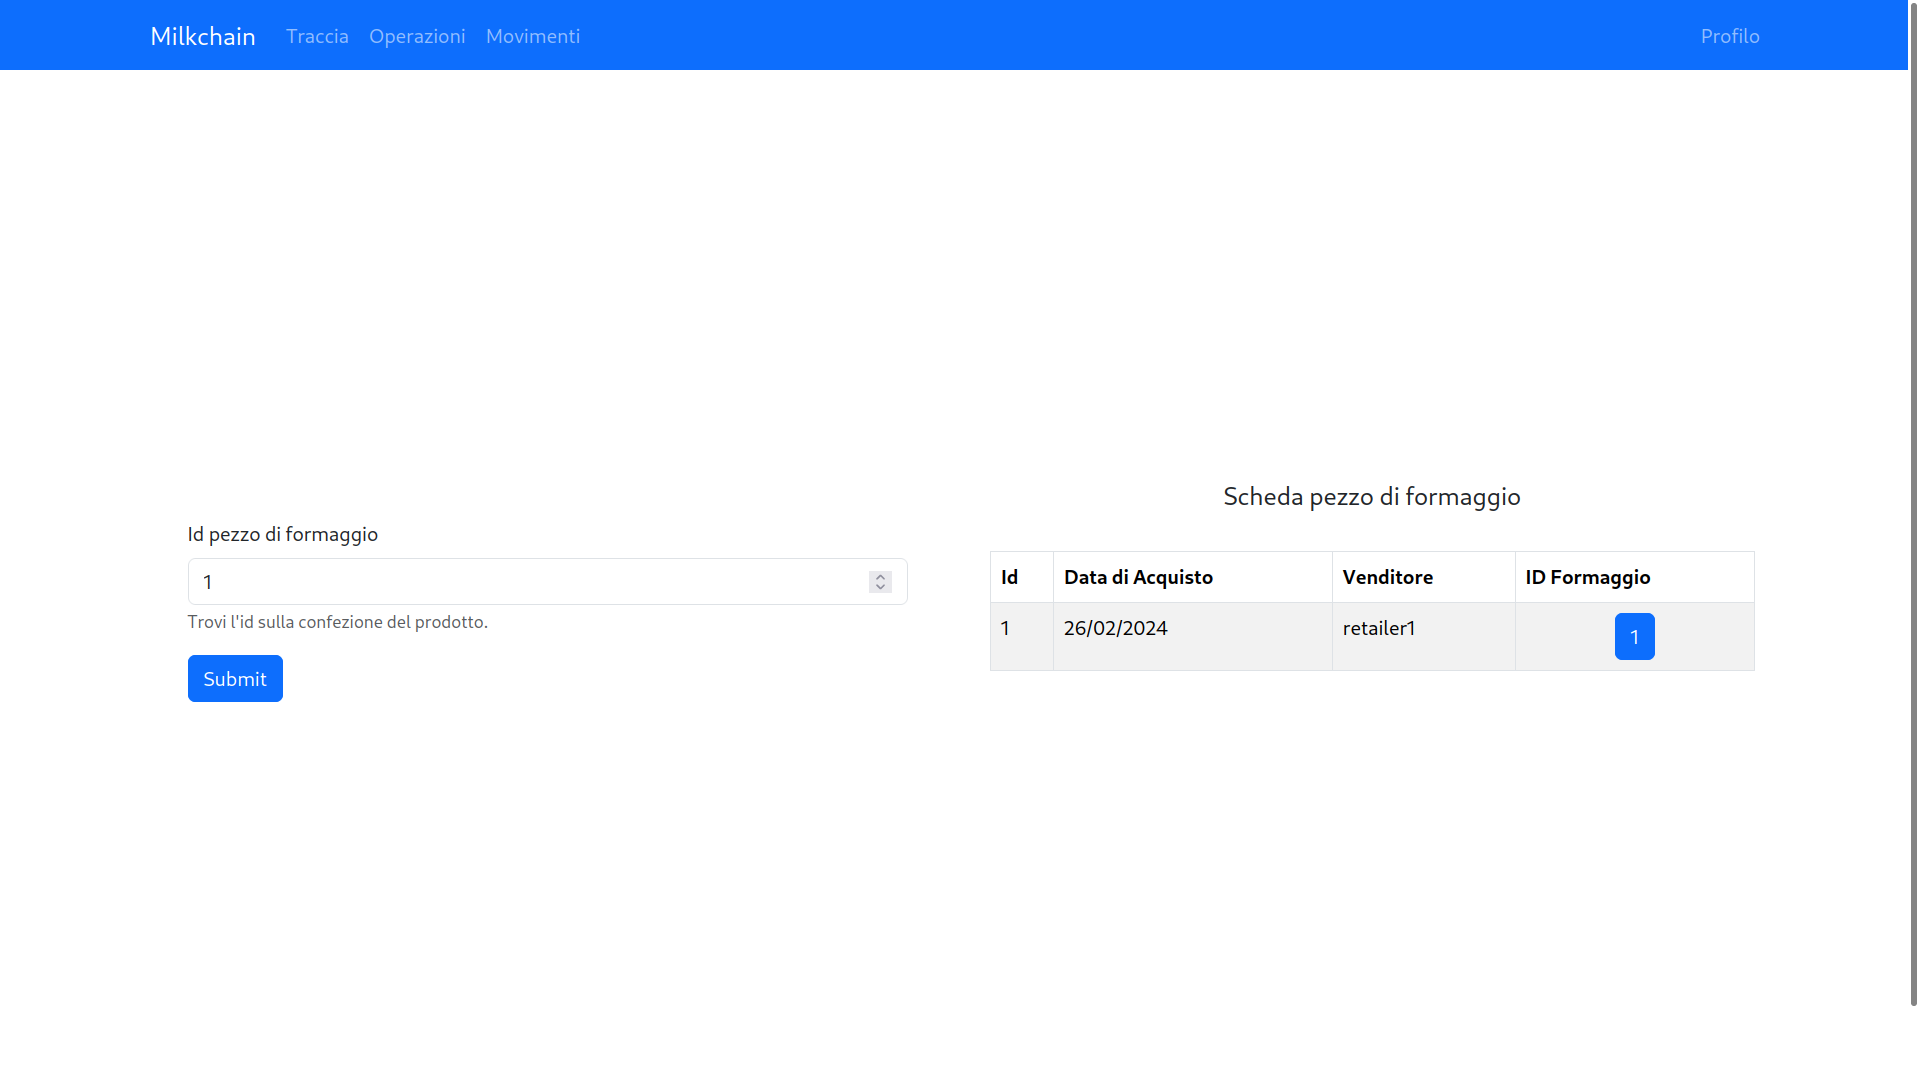 Milkchain Traccia Operazioni Movimenti Profilo
Id pezzo di formaggio
1
Trovi l'id sulla confezione del prodotto.
Submit
Scheda pezzo di formaggio
Id Data di Acquisto Venditore ID Formaggio
1 26/02/2024 retailer1 1